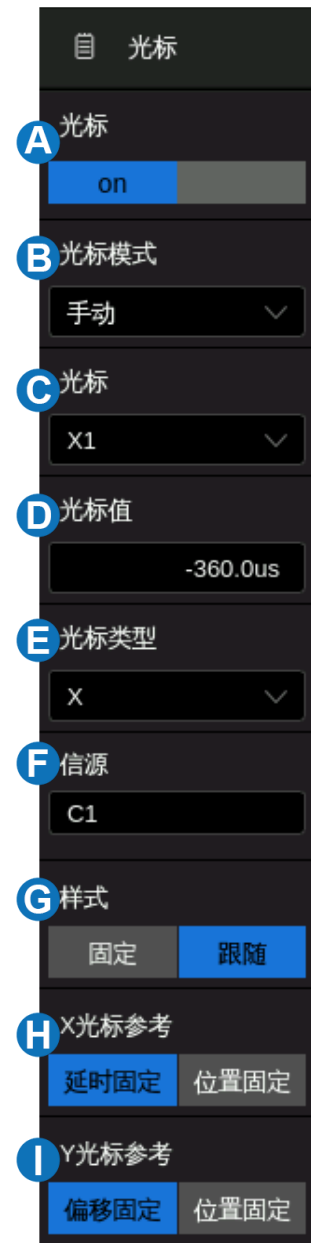 光标
A 光标
on
B 光标模式
手动
C 光标
X1
D 光标值
-360.0us
E 光标类型
X
F 信源
C1
G 样式
固定 跟随
H X光标参考
延时固定 位置固定
I Y光标参考
偏移固定 位置固定